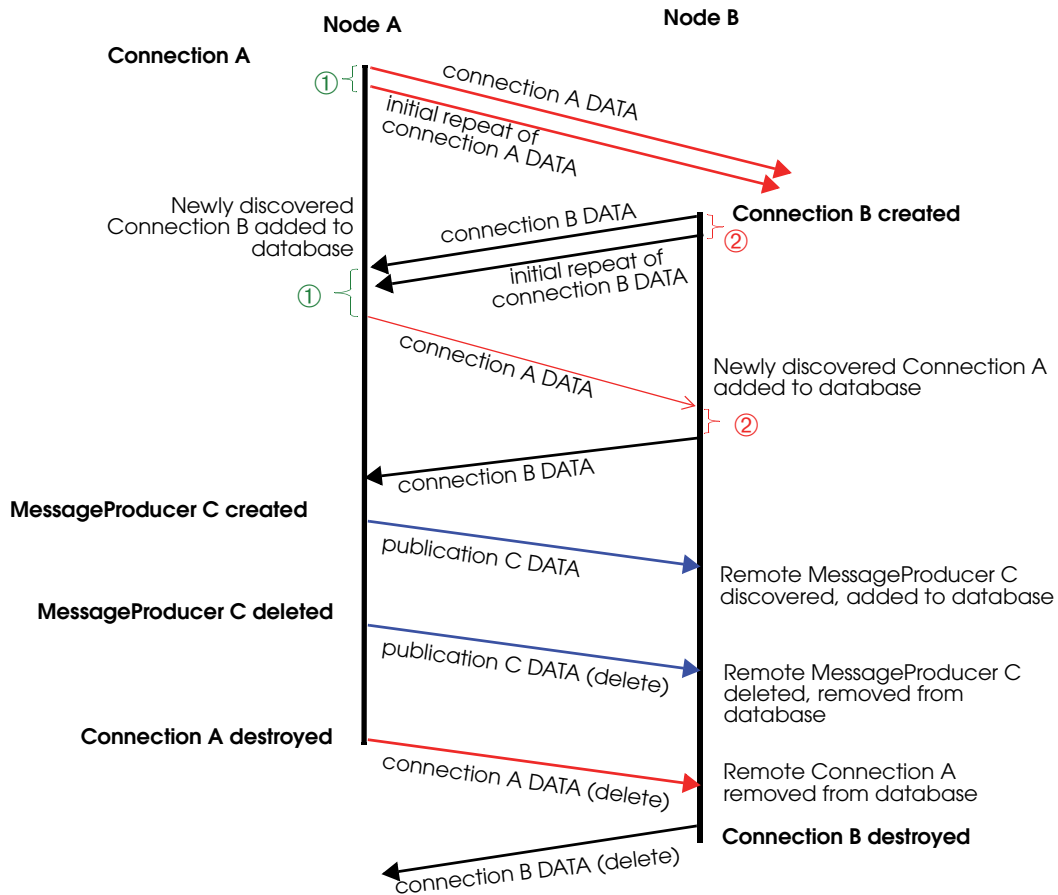 Node A
Node B
Connection A
①
connection A DATA
initial repeat of
connection A DATA
Newly discovered
Connection B added to
database
connection B DATA
Connection B created
②
initial repeat of
connection B DATA
①
connection A DATA
Newly discovered Connection A
added to database
②
connection B DATA
MessageProducer C created
publication C DATA
Remote MessageProducer C
discovered, added to database
MessageProducer C deleted
publication C DATA (delete)
Remote MessageProducer C
deleted, removed from
database
Connection A destroyed
connection A DATA (delete)
Remote Connection A
removed from database
Connection B destroyed
connection B DATA (delete)